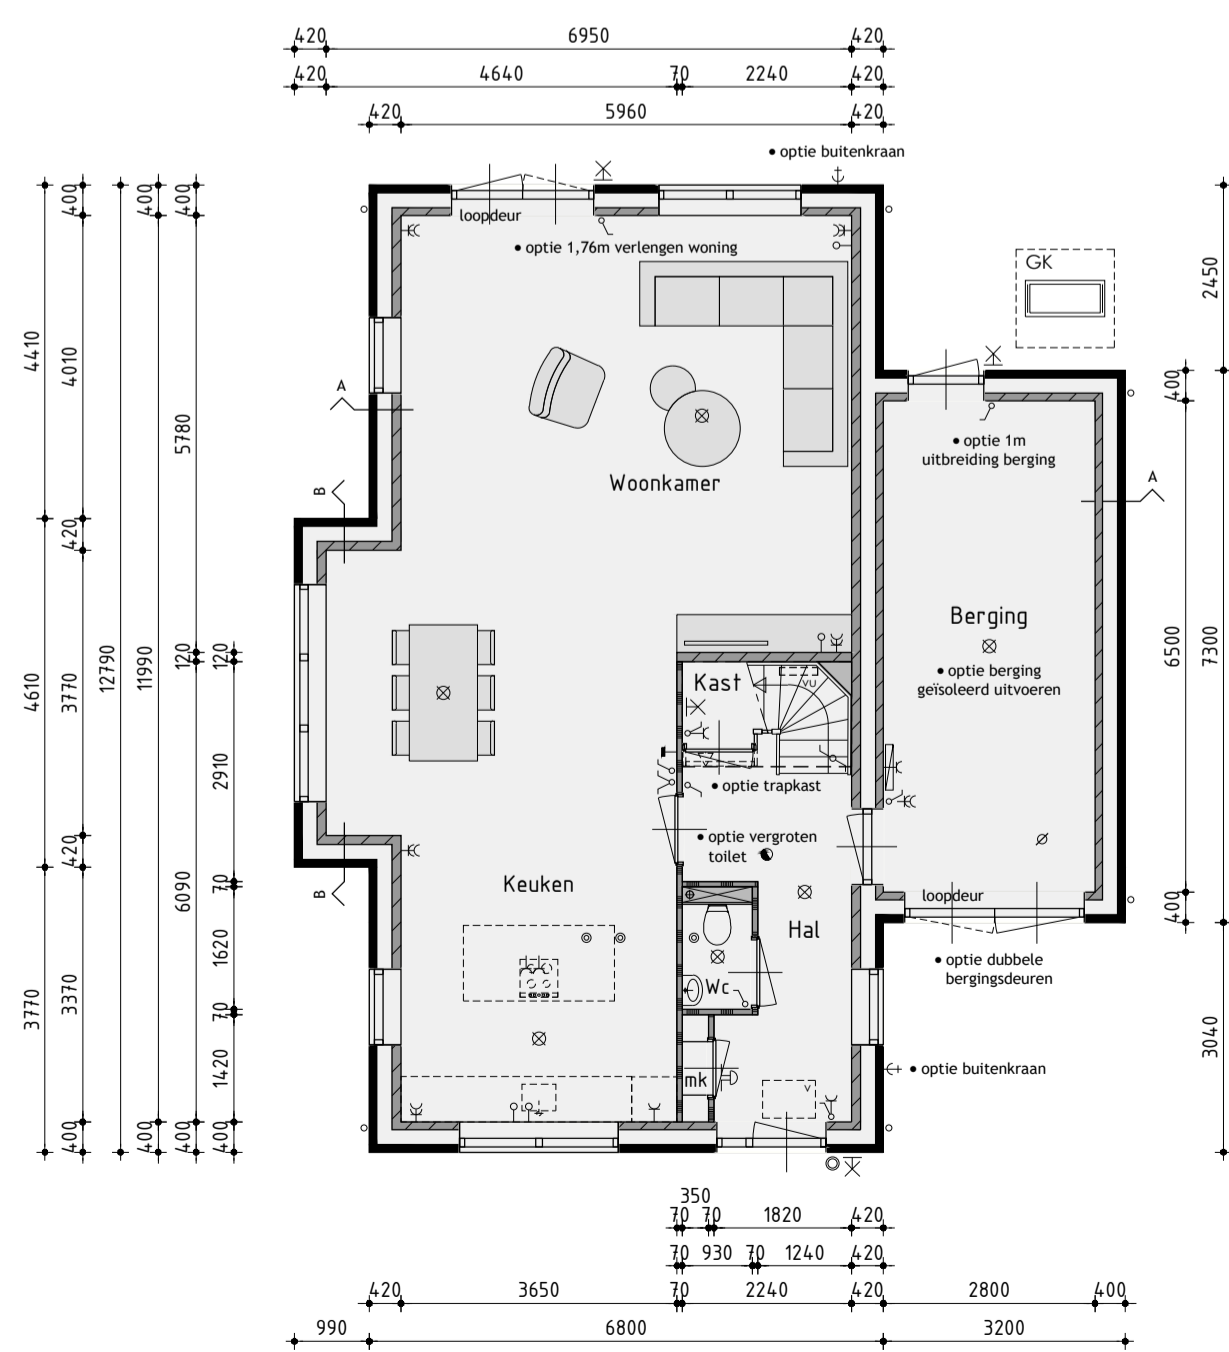 420 6950 420
420 4640 70 2240 420
420 5960 420
• optie buitenkraan
loopdeur
• optie 1,76m verlengen woning
GK
400
400
400
2450
4410
4010
5780
A
B
Woonkamer
400
• optie 1m
uitbreiding berging
A
420
12790
11990
120
120
4610
3770
Berging
• optie berging
geïsoleerd uitvoeren
6500
7300
Kast
VU
2910
• optie trapkast
• optie vergroten
toilet
420
6090
70
B
Keuken
loopdeur
400
Hal
1620
• optie dubbele
bergingsdeuren
Wc
3770
3370
70
1420
mk
V
3040
• optie buitenkraan
400
400
400
400
350
70 70 1820 420
70 930 70 1240 420
420 3650 70 2240 420 2800 400
990 6800 3200